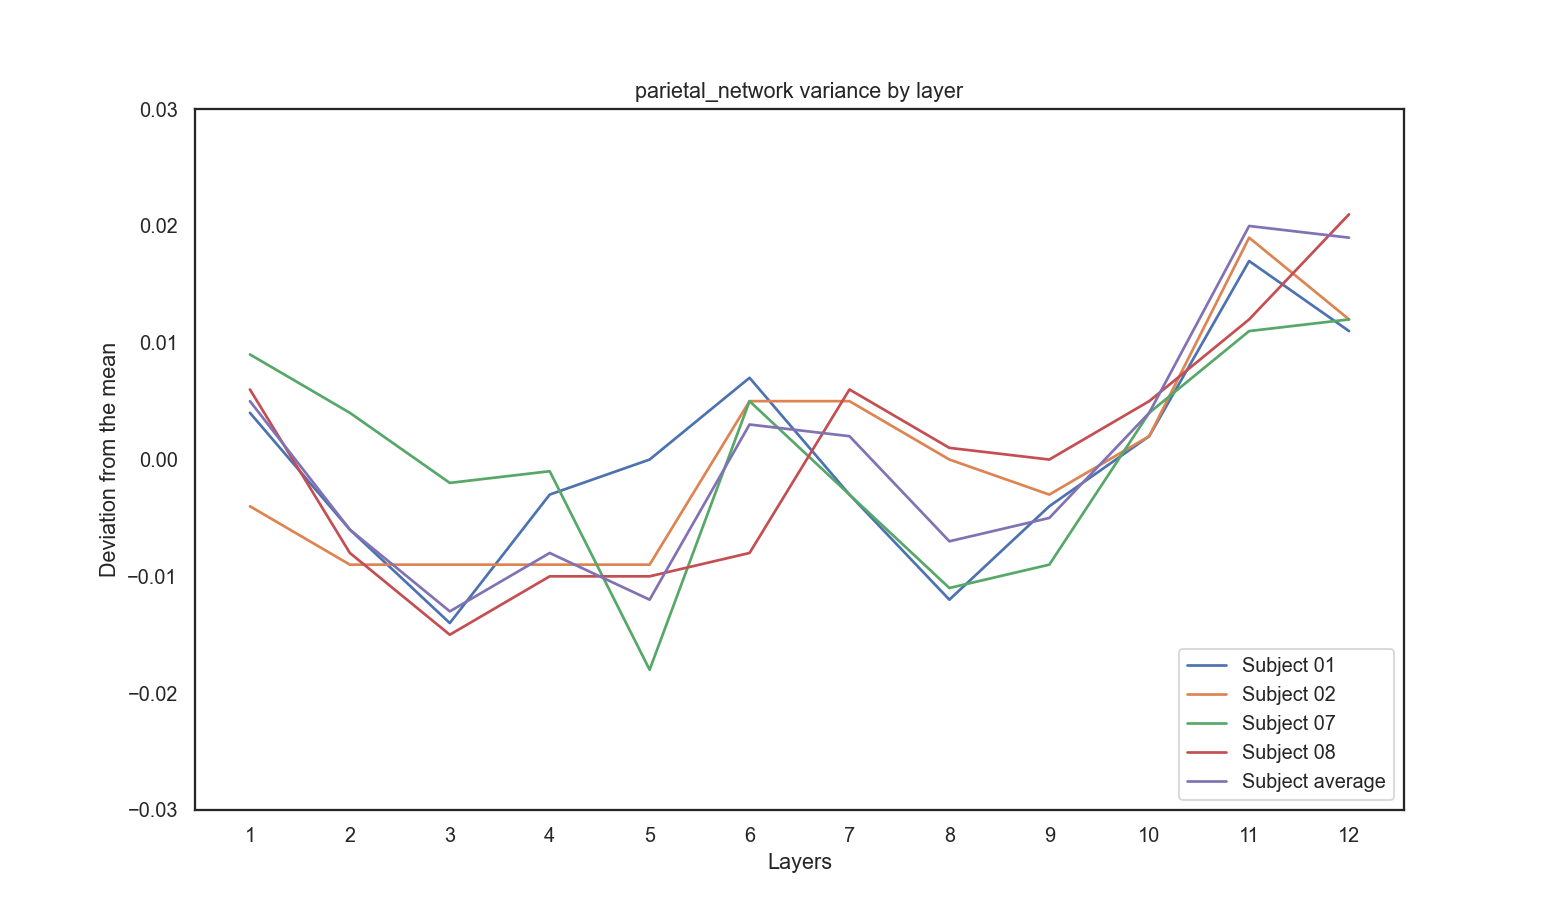 parietal_network variance by layer
0.03
0.02
0.01
0.00
−0.01
−0.02
−0.03
Deviation from the mean
1 2 3 4 5 6 7 8 9 10 11 12
Layers
Subject 01
Subject 02
Subject 07
Subject 08
Subject average